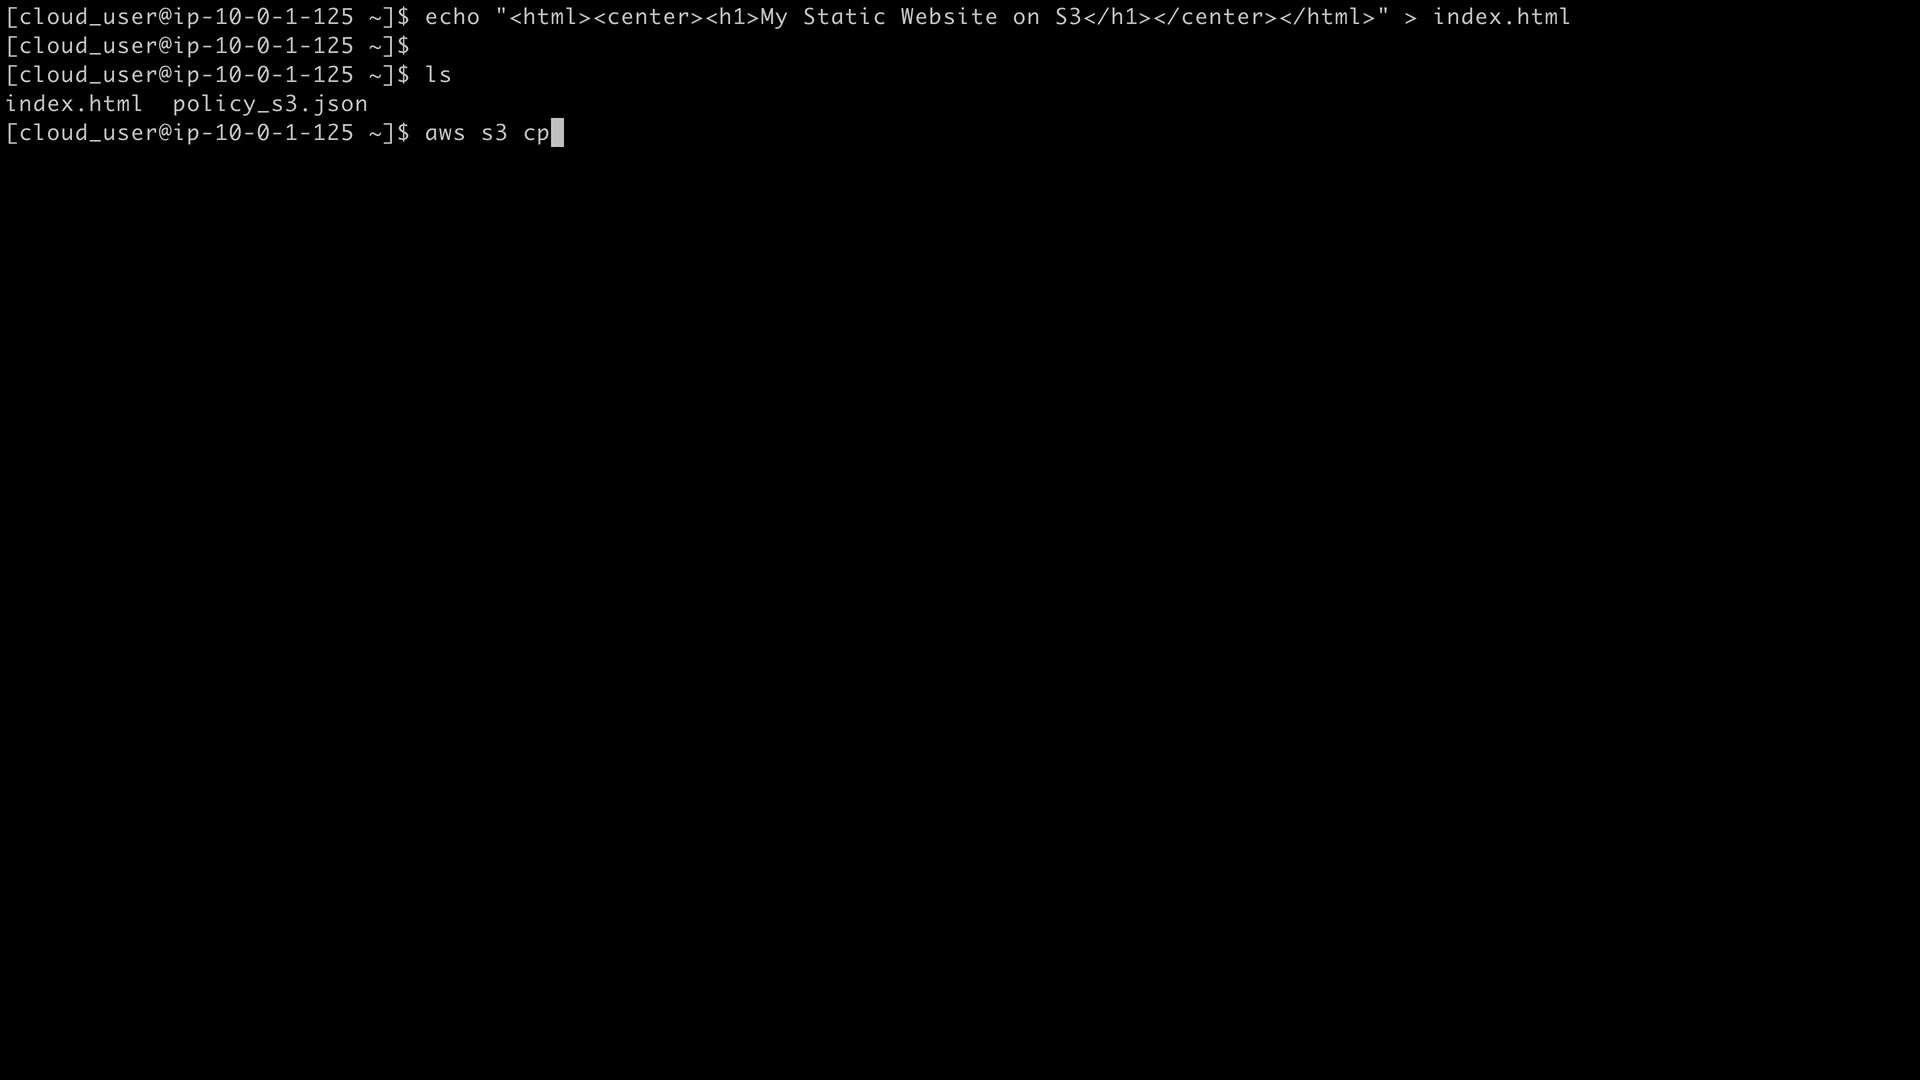 [cloud_user@ip-10-0-1-125 ~]$ echo "<html><center><h1>My Static Website on S3</h1></center></html>" > index.html
[cloud_user@ip-10-0-1-125 ~]$
[cloud_user@ip-10-0-1-125 ~]$ ls
index.html  policy_s3.json
[cloud_user@ip-10-0-1-125 ~]$ aws s3 cp